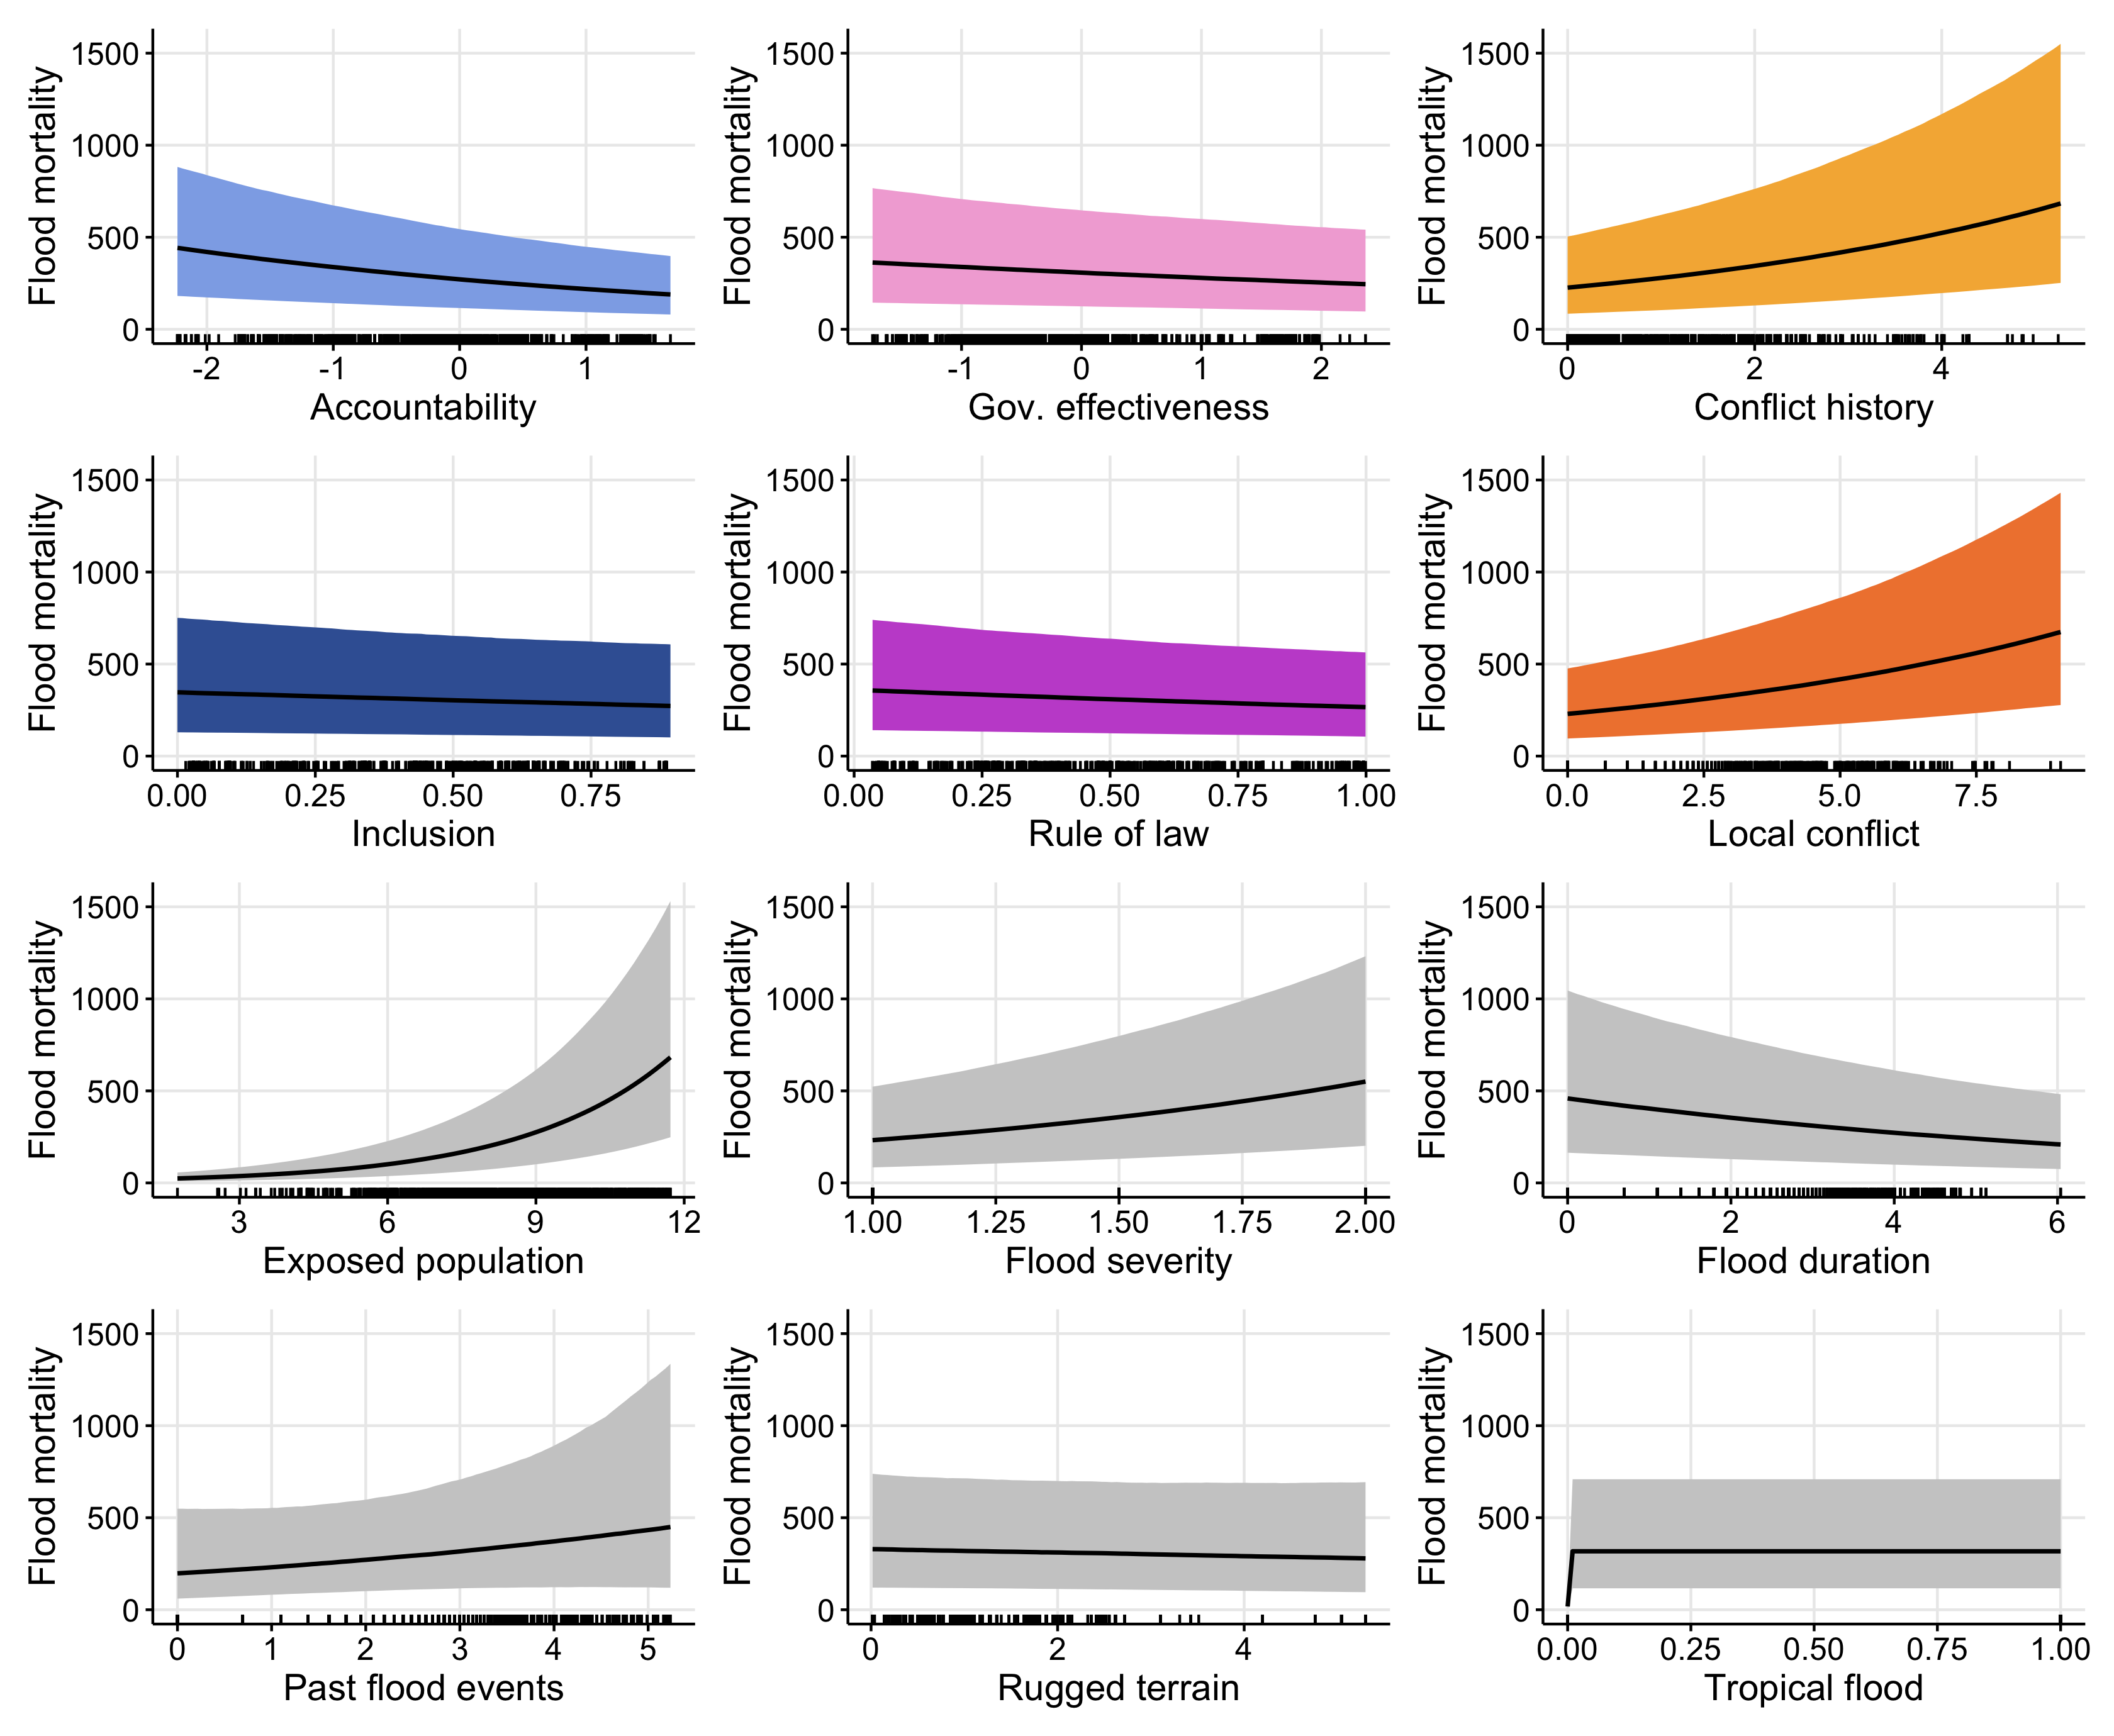 Flood mortality
1500
1000
500
0
-2 -1 0 1
Accountability
Flood mortality
1500
1000
500
0
-1 0 1 2
Gov. effectiveness
Flood mortality
1500
1000
500
0
0 2 4
Conflict history
Flood mortality
1500
1000
500
0
0.00 0.25 0.50 0.75
Inclusion
Flood mortality
1500
1000
500
0
0.00 0.25 0.50 0.75 1.00
Rule of law
Flood mortality
1500
1000
500
0
0.0 2.5 5.0 7.5
Local conflict
Flood mortality
1500
1000
500
0
3 6 9 12
Exposed population
Flood mortality
1500
1000
500
0
1.00 1.25 1.50 1.75 2.00
Flood severity
Flood mortality
1500
1000
500
0
0 2 4 6
Flood duration
Flood mortality
1500
1000
500
0
0 1 2 3 4 5
Past flood events
Flood mortality
1500
1000
500
0
0 2 4
Rugged terrain
Flood mortality
1500
1000
500
0
0.00 0.25 0.50 0.75 1.00
Tropical flood